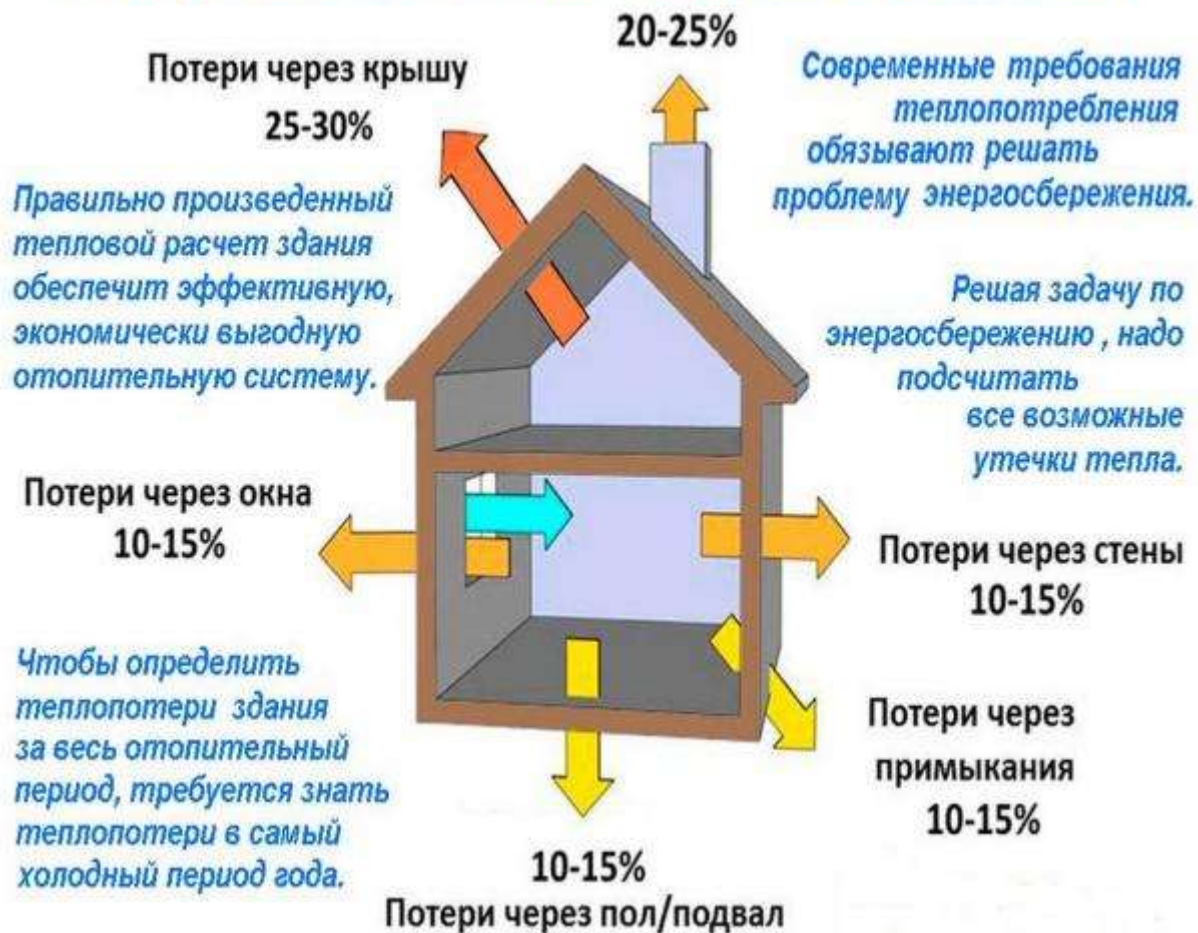 20-25%
Потери через крышу
25-30%
Современные требования
теплопотребления
обязывают решать
проблему энергосбережения.
Правильно произведенный
тепловой расчет здания
обеспечит эффективную,
экономически выгодную
отопительную систему.
Решая задачу по
энергосбережению , надо
подсчитать
все возможные
утечки тепла.
Потери через окна
10-15%
Потери через стены
10-15%
Чтобы определить
теплопотери здания
за весь отопительный
период, требуется знать
теплопотери в самый
холодный период года.
Потери через
примыкания
10-15%
10-15%
Потери через пол/подвал